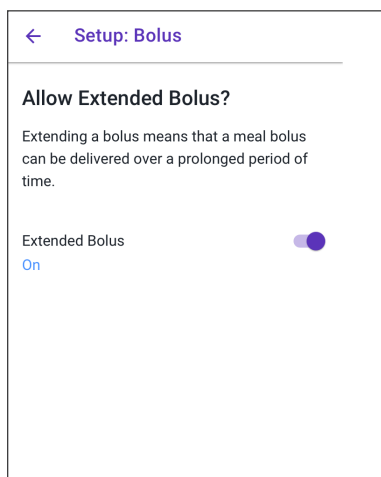 Setup: Bolus
Allow Extended Bolus?
Extending a bolus means that a meal bolus
can be delivered over a prolonged period of
time.
Extended Bolus
On